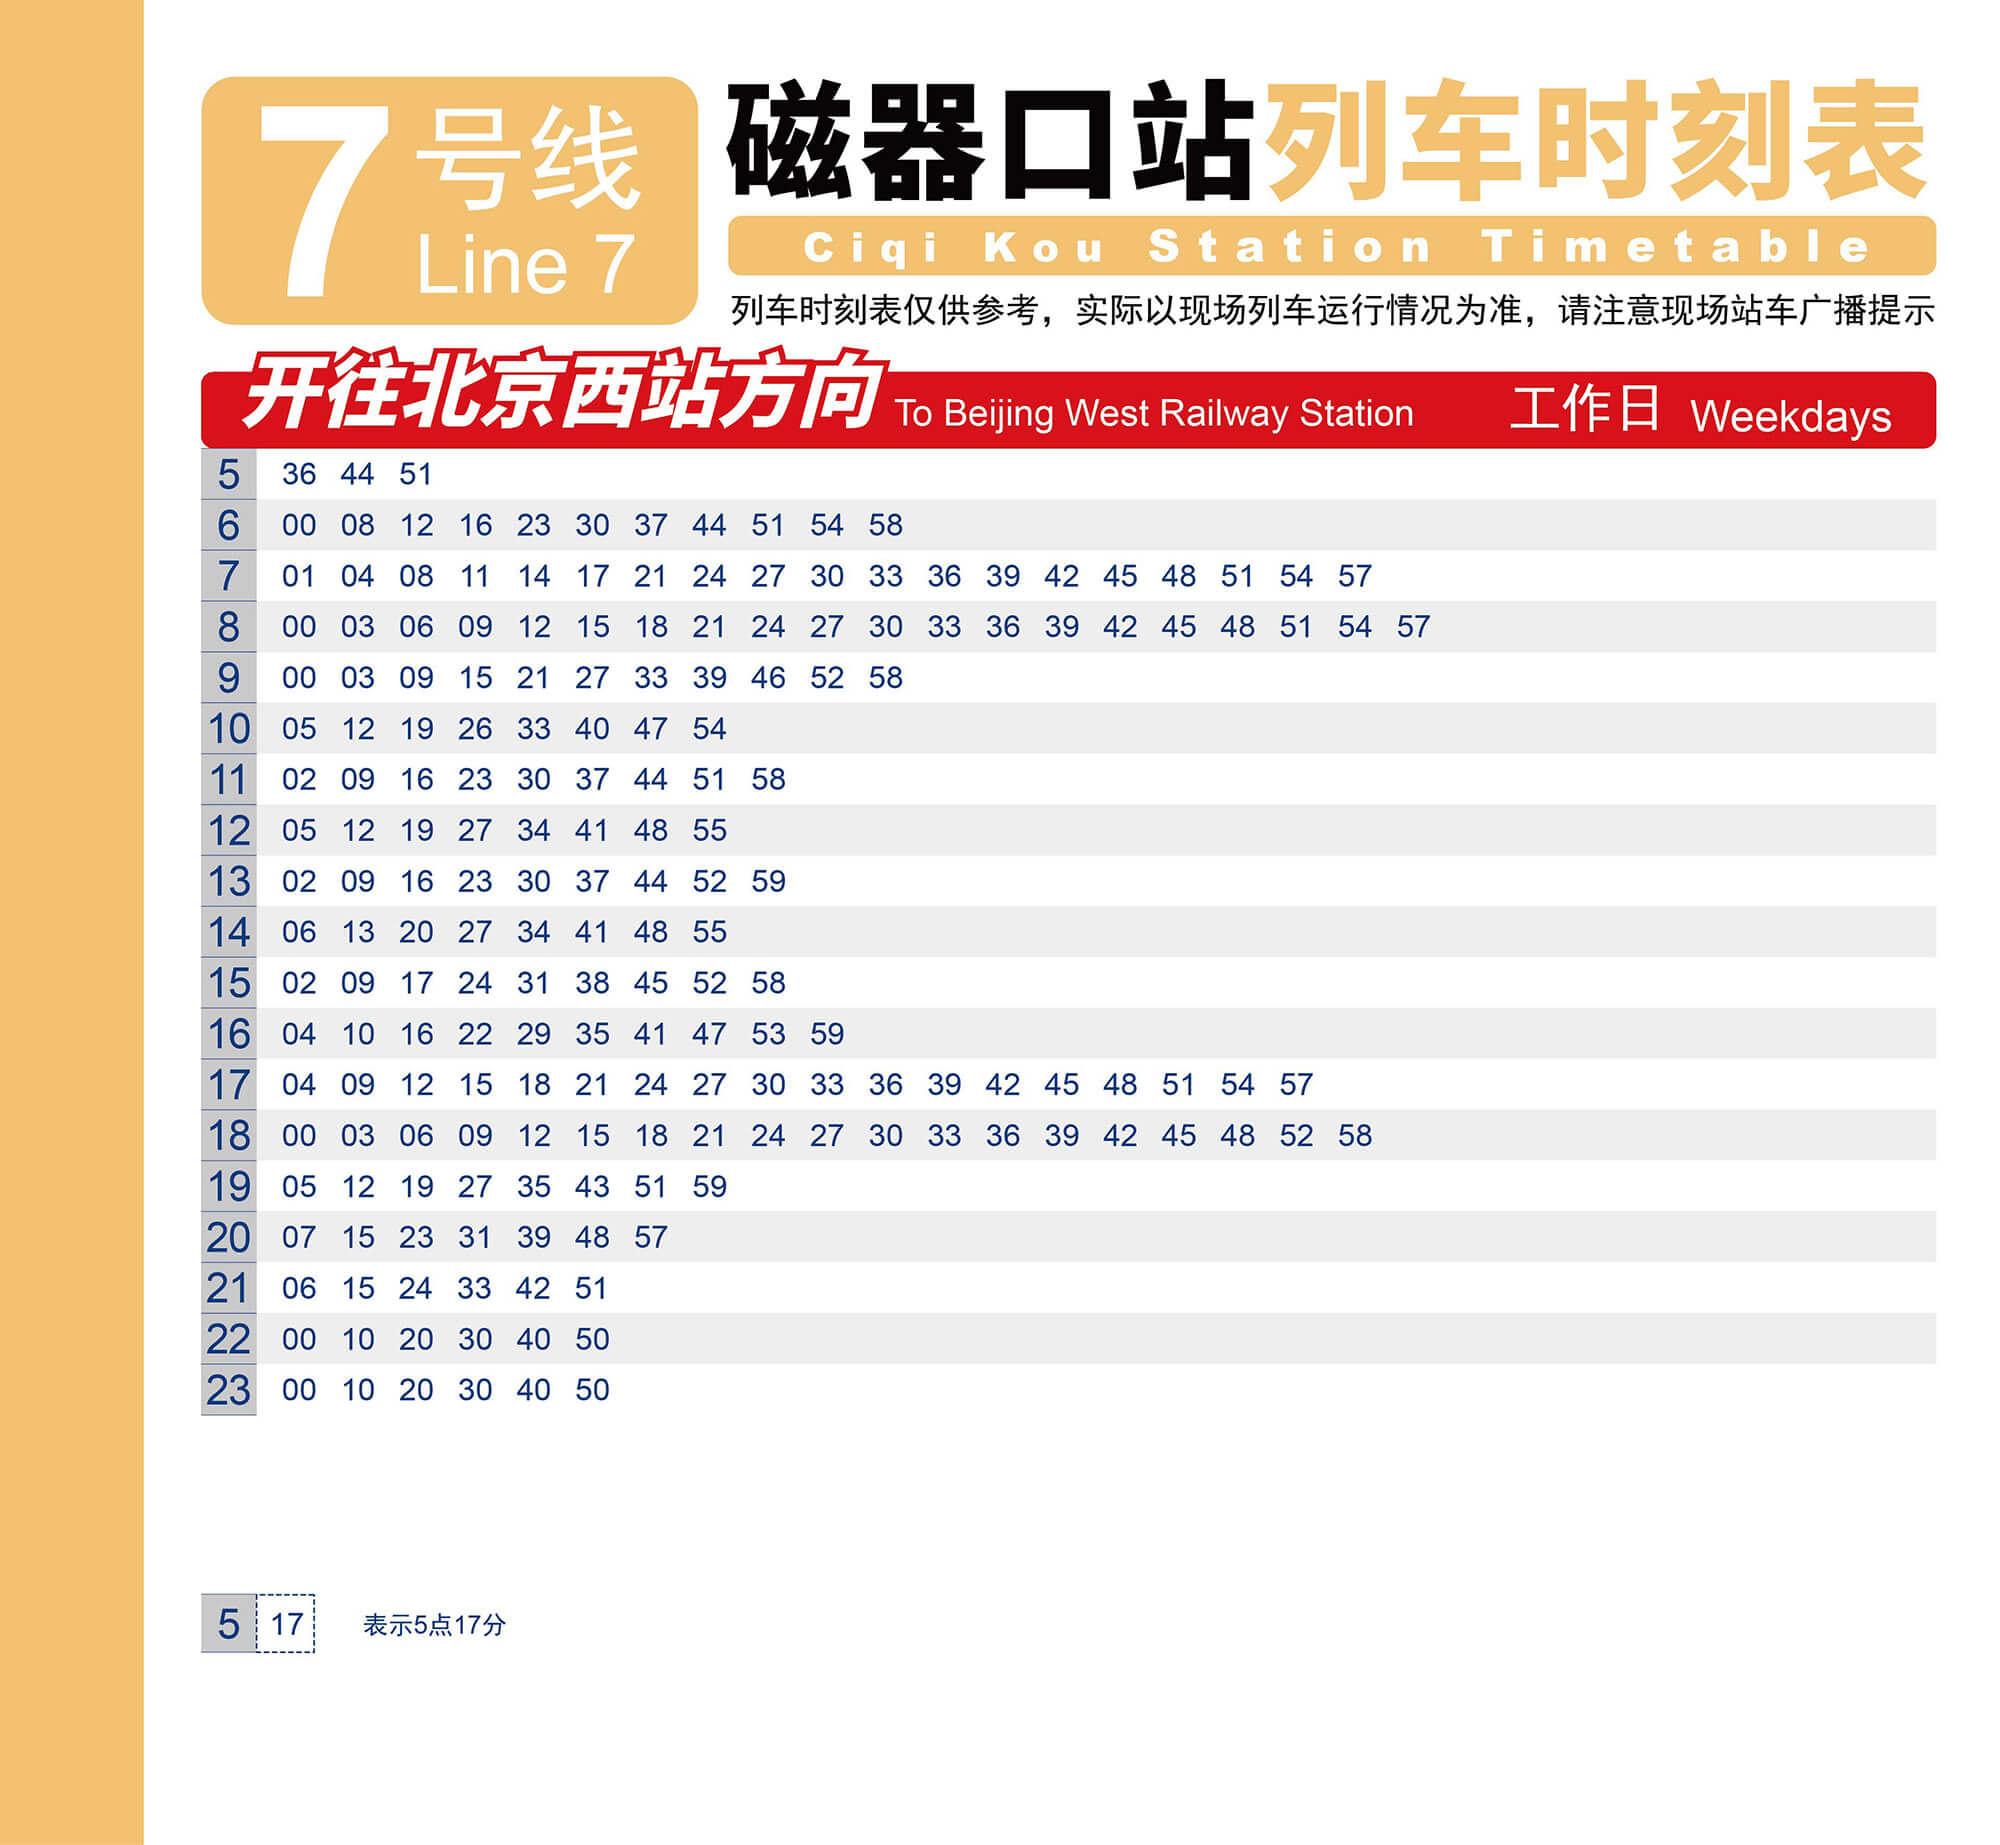 7 号线
Line 7
磁器口站列车时刻表
Ciqi Kou Station Timetable
列车时刻表仅供参考，实际以现场列车运行情况为准，请注意现场站车广播提示
开往北京西站方向 To Beijing West Railway Station 工作日 Weekdays
5 36 44 51
6 00 08 12 16 23 30 37 44 51 54 58
7 01 04 08 11 14 17 21 24 27 30 33 36 39 42 45 48 51 54 57
8 00 03 06 09 12 15 18 21 24 27 30 33 36 39 42 45 48 51 54 57
9 00 03 09 15 21 27 33 39 46 52 58
10 05 12 19 26 33 40 47 54
11 02 09 16 23 30 37 44 51 58
12 05 12 19 27 34 41 48 55
13 02 09 16 23 30 37 44 52 59
14 06 13 20 27 34 41 48 55
15 02 09 17 24 31 38 45 52 58
16 04 10 16 22 29 35 41 47 53 59
17 04 09 12 15 18 21 24 27 30 33 36 39 42 45 48 51 54 57
18 00 03 06 09 12 15 18 21 24 27 30 33 36 39 42 45 48 52 58
19 05 12 19 27 35 43 51 59
20 07 15 23 31 39 48 57
21 06 15 24 33 42 51
22 00 10 20 30 40 50
23 00 10 20 30 40 50
5 17 表示5点17分